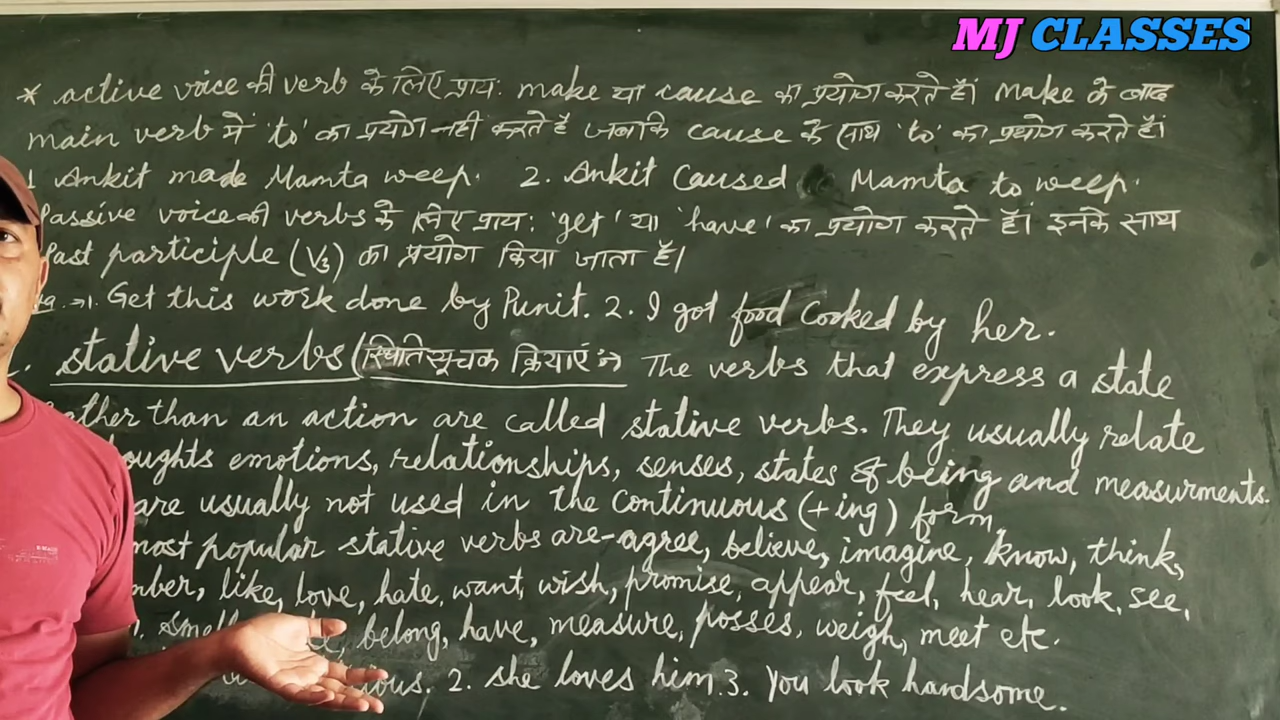 MJ CLASSES
* active voice की verb के लिए प्राय: make या cause का प्रयोग करते हैं। make के बाद
main verb में 'to' का प्रयोग नही करते है जबकि cause के साथ 'to' का प्रयोग करते हैं।
1 Ankit made Mamta weep. 2. Ankit caused Mamta to weep.
Passive voice की verbs के लिए प्राय: 'get' या 'have' का प्रयोग करते हैं। इनके साथ
Past participle (V3) का प्रयोग किया जाता है।
→1. Get this work done by Punit. 2. I got food cooked by her.
stative verbs (स्थितिसूचक क्रियाएं :→ The verbs that express a state
rather than an action are called stative verbs. They usually relate
thoughts emotions, relationships, senses, states of being and measurments.
are usually not used in the continuous (+ing) form.
most popular stative verbs are - agree, believe, imagine, know, think,
like, love, hate, want, wish, promise, appear, feel, hear, look, see,
smell, belong, have, measure, posses, weigh, meet etc.
2. she loves him. 3. You look handsome.